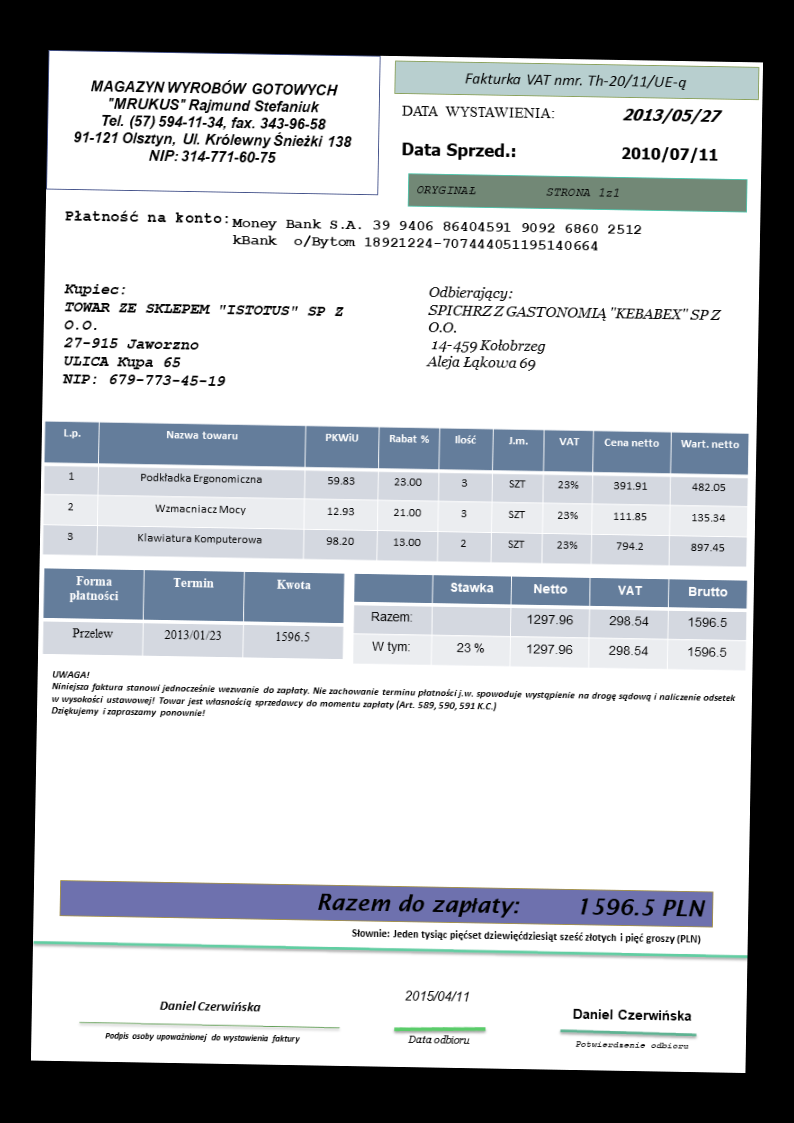 MAGAZYN WYROBÓW GOTOWYCH
"MRUKUS" Rajmund Stefaniuk
Tel. (57) 594-11-34, fax. 343-96-58
91-121 Olsztyn, Ul. Królewny Śnieżki 138
NIP: 314-771-60-75
Fakturka VAT nmr. Th-20/11/UE-q
DATA WYSTAWIENIA: 2013/05/27
Data Sprzed.: 2010/07/11
ORYGINAŁ STRONA 1z1
Płatność na konto: Money Bank S.A. 39 9406 86404591 9092 6860 2512
kBank o/Bytom 18921224-707444051195140664
Kupiec:
TOWAR ZE SKLEPEM "ISTOTUS" SP Z
O.O.
27-915 Jaworzno
ULICA Kupa 65
NIP: 679-773-45-19
Odbierający:
SPICHRZ Z GASTONOMIĄ "KEBABEX" SP Z
O.O.
14-459 Kołobrzeg
Aleja Łąkowa 69
L.p. Nazwa towaru PKWiU Rabat % Ilość J.m. VAT Cena netto Wart. netto
1 Podkładka Ergonomiczna 59.83 23.00 3 SZT 23% 391.91 482.05
2 Wzmacniacz Mocy 12.93 21.00 3 SZT 23% 111.85 135.34
3 Klawiatura Komputerowa 98.20 13.00 2 SZT 23% 794.2 897.45
Forma płatności Termin Kwota
Przelew 2013/01/23 1596.5
Stawka Netto VAT Brutto
Razem: 1297.96 298.54 1596.5
W tym: 23 % 1297.96 298.54 1596.5
UWAGA!
Niniejsza faktura stanowi jednocześnie wezwanie do zapłaty. Nie zachowanie terminu płatności j.w. spowoduje wystąpienie na drogę sądową i naliczenie odsetek
w wysokości ustawowej! Towar jest własnością sprzedawcy do momentu zapłaty (Art. 589, 590, 591 K.C.)
Dziękujemy i zapraszamy ponownie!
Razem do zapłaty: 1596.5 PLN
Słownie: Jeden tysiąc pięćset dziewięćdziesiąt sześć złotych i pięć groszy (PLN)
Daniel Czerwińska
Podpis osoby upoważnionej do wystawienia faktury
2015/04/11
Data odbioru
Daniel Czerwińska
Potwierdzenie odbioru